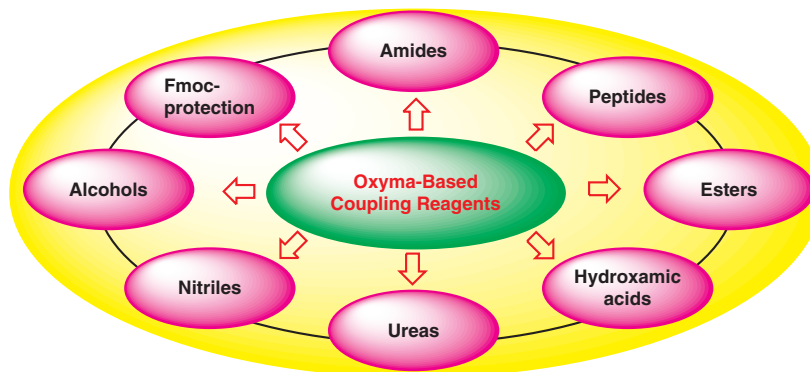 Amides
Fmoc-
protection
Peptides
Alcohols
Oxyma-Based
Coupling Reagents
Esters
Nitriles
Hydroxamic
acids
Ureas